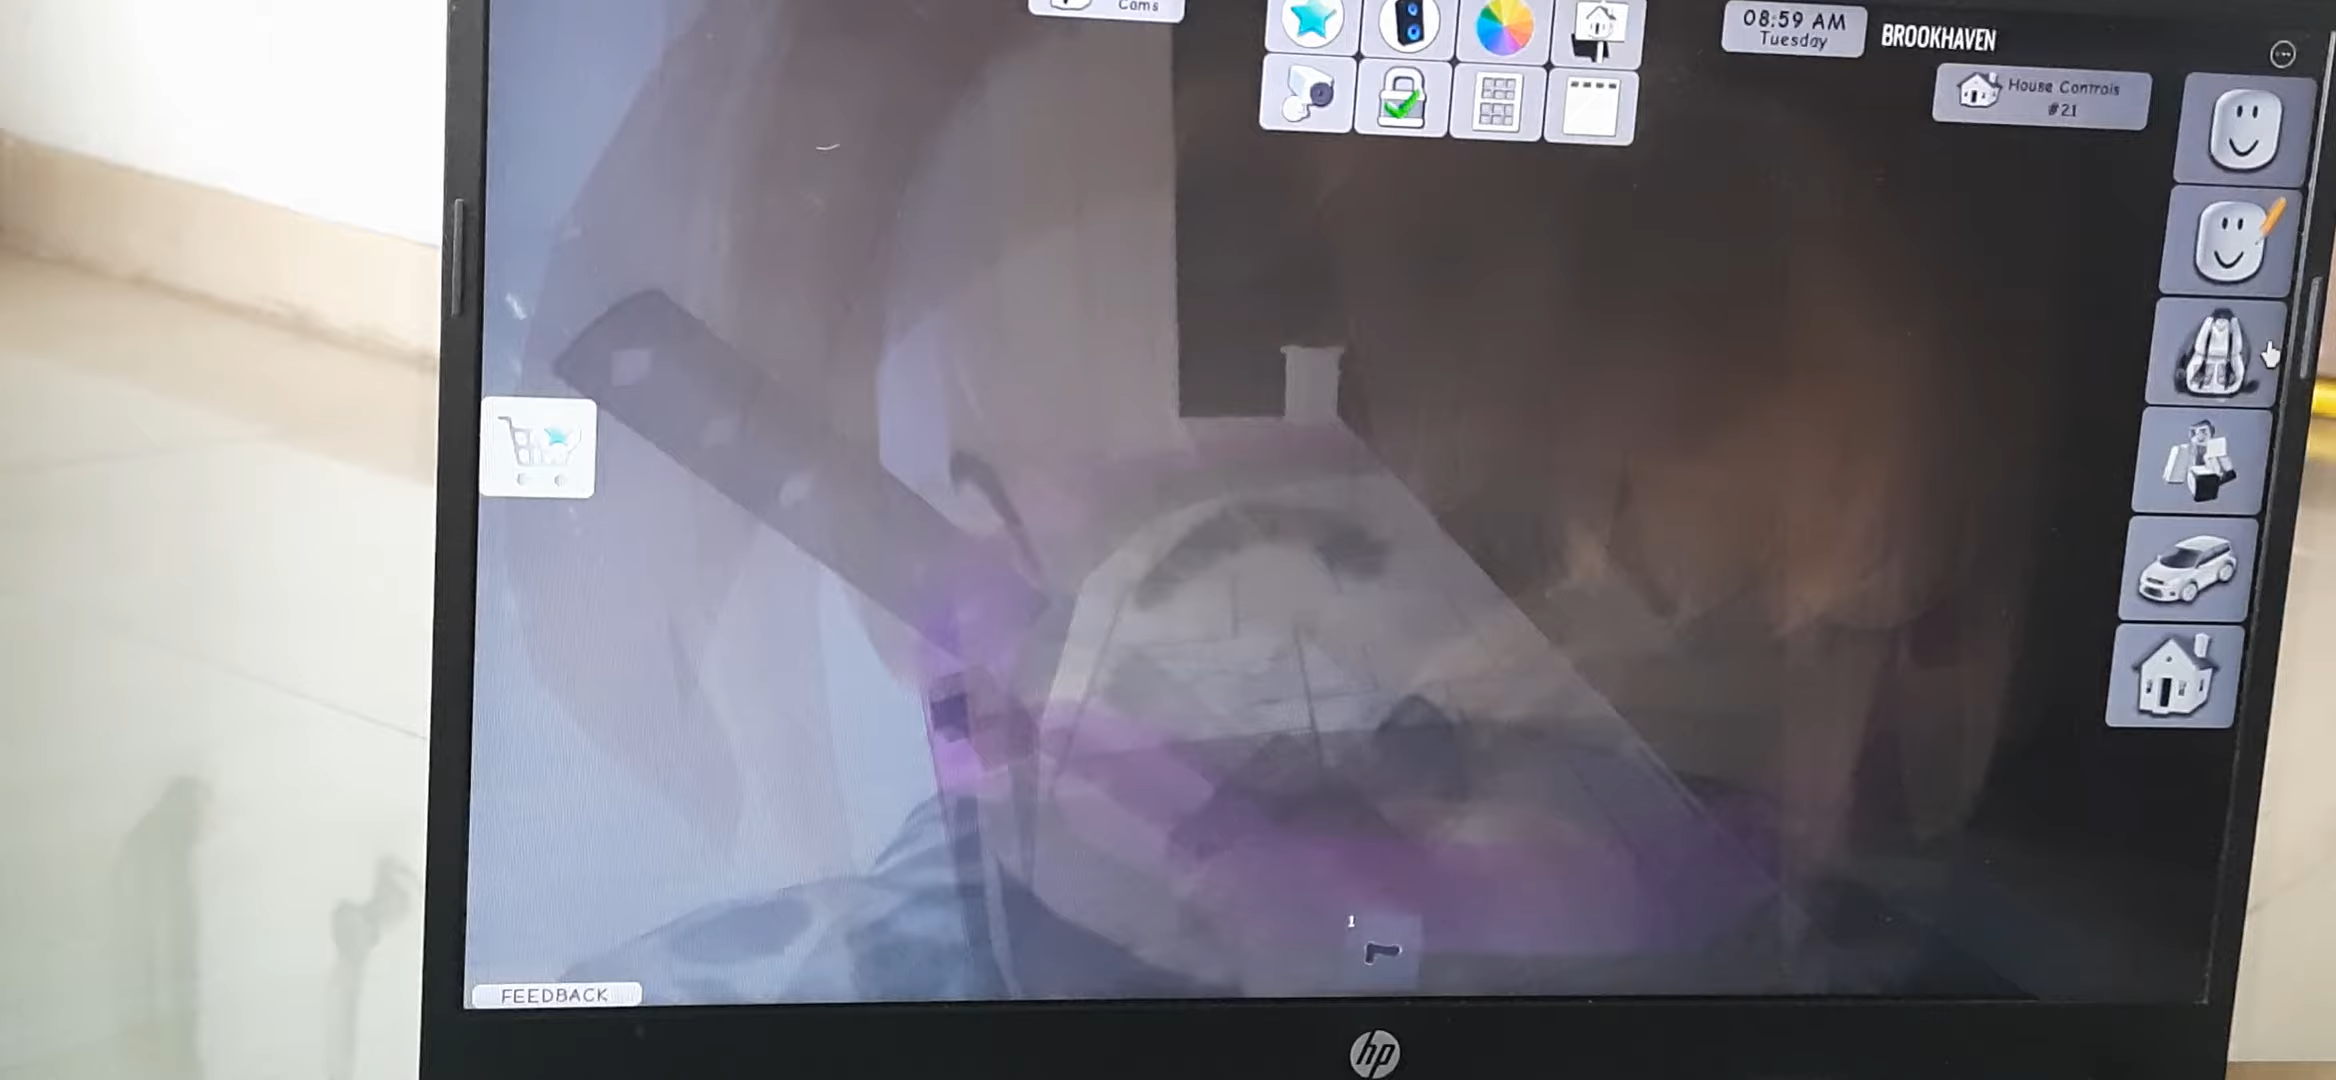 Cams
08:59 AM
Tuesday
BROOKHAVEN
House Controls
#21
1
FEEDBACK
hp